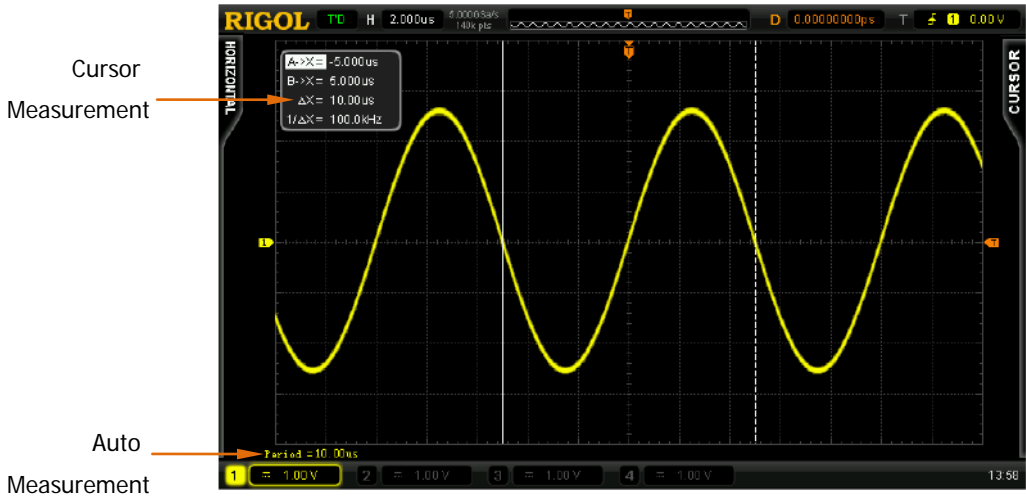 RIGOL T'D H 2.000us 140k pts D 0.00000000ps T 1 0.00 V
HORIZONTAL
CURSOR
T
A->X= -5.000us
B->X= 5.000us
ΔX= 10.00us
1/ΔX= 100.0kHz
Cursor
Measurement
1
T
Period =10.00us
Auto
Measurement
1 = 1.00 V 2 = 1.00 V 3 = 1.00 V 4 = 1.00 V 13:58